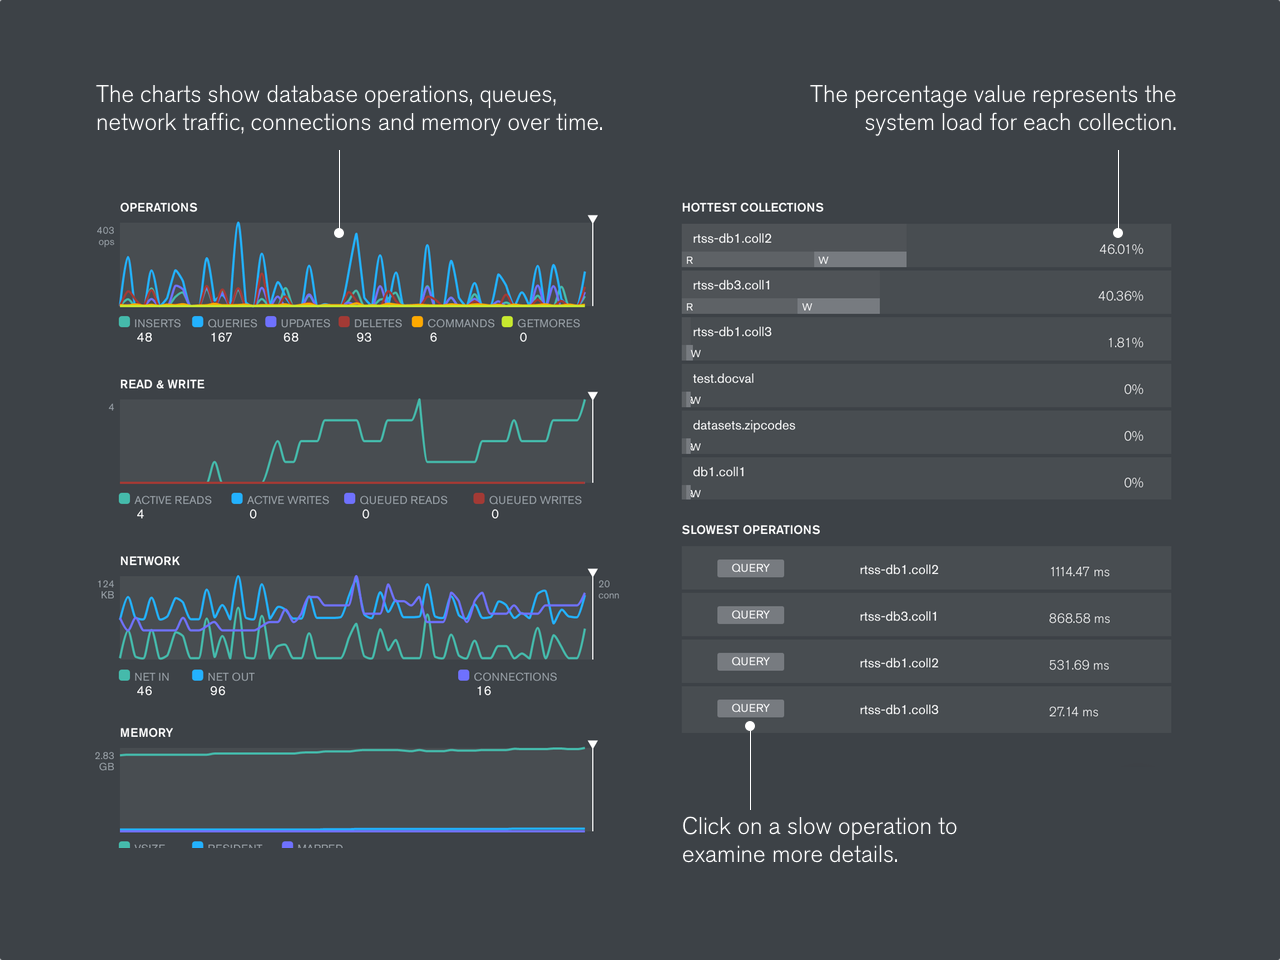 The charts show database operations, queues,
network traffic, connections and memory over time.
The percentage value represents the
system load for each collection.
OPERATIONS
403
ops
INSERTS QUERIES UPDATES DELETES COMMANDS GETMORES
48 167 68 93 6 0
READ & WRITE
4
ACTIVE READS ACTIVE WRITES QUEUED READS QUEUED WRITES
4 0 0 0
NETWORK
124
KB
20
conn
NET IN NET OUT CONNECTIONS
46 96 16
MEMORY
2.83
GB
VSIZE RESIDENT MAPPED
HOTTEST COLLECTIONS
rtss-db1.coll2
46.01%
R W
rtss-db3.coll1
40.36%
R W
rtss-db1.coll3
1.81%
W
test.docval
0%
W
datasets.zipcodes
0%
W
db1.coll1
0%
W
SLOWEST OPERATIONS
QUERY rtss-db1.coll2 1114.47 ms
QUERY rtss-db3.coll1 868.58 ms
QUERY rtss-db1.coll2 531.69 ms
QUERY rtss-db1.coll3 27.14 ms
Click on a slow operation to
examine more details.